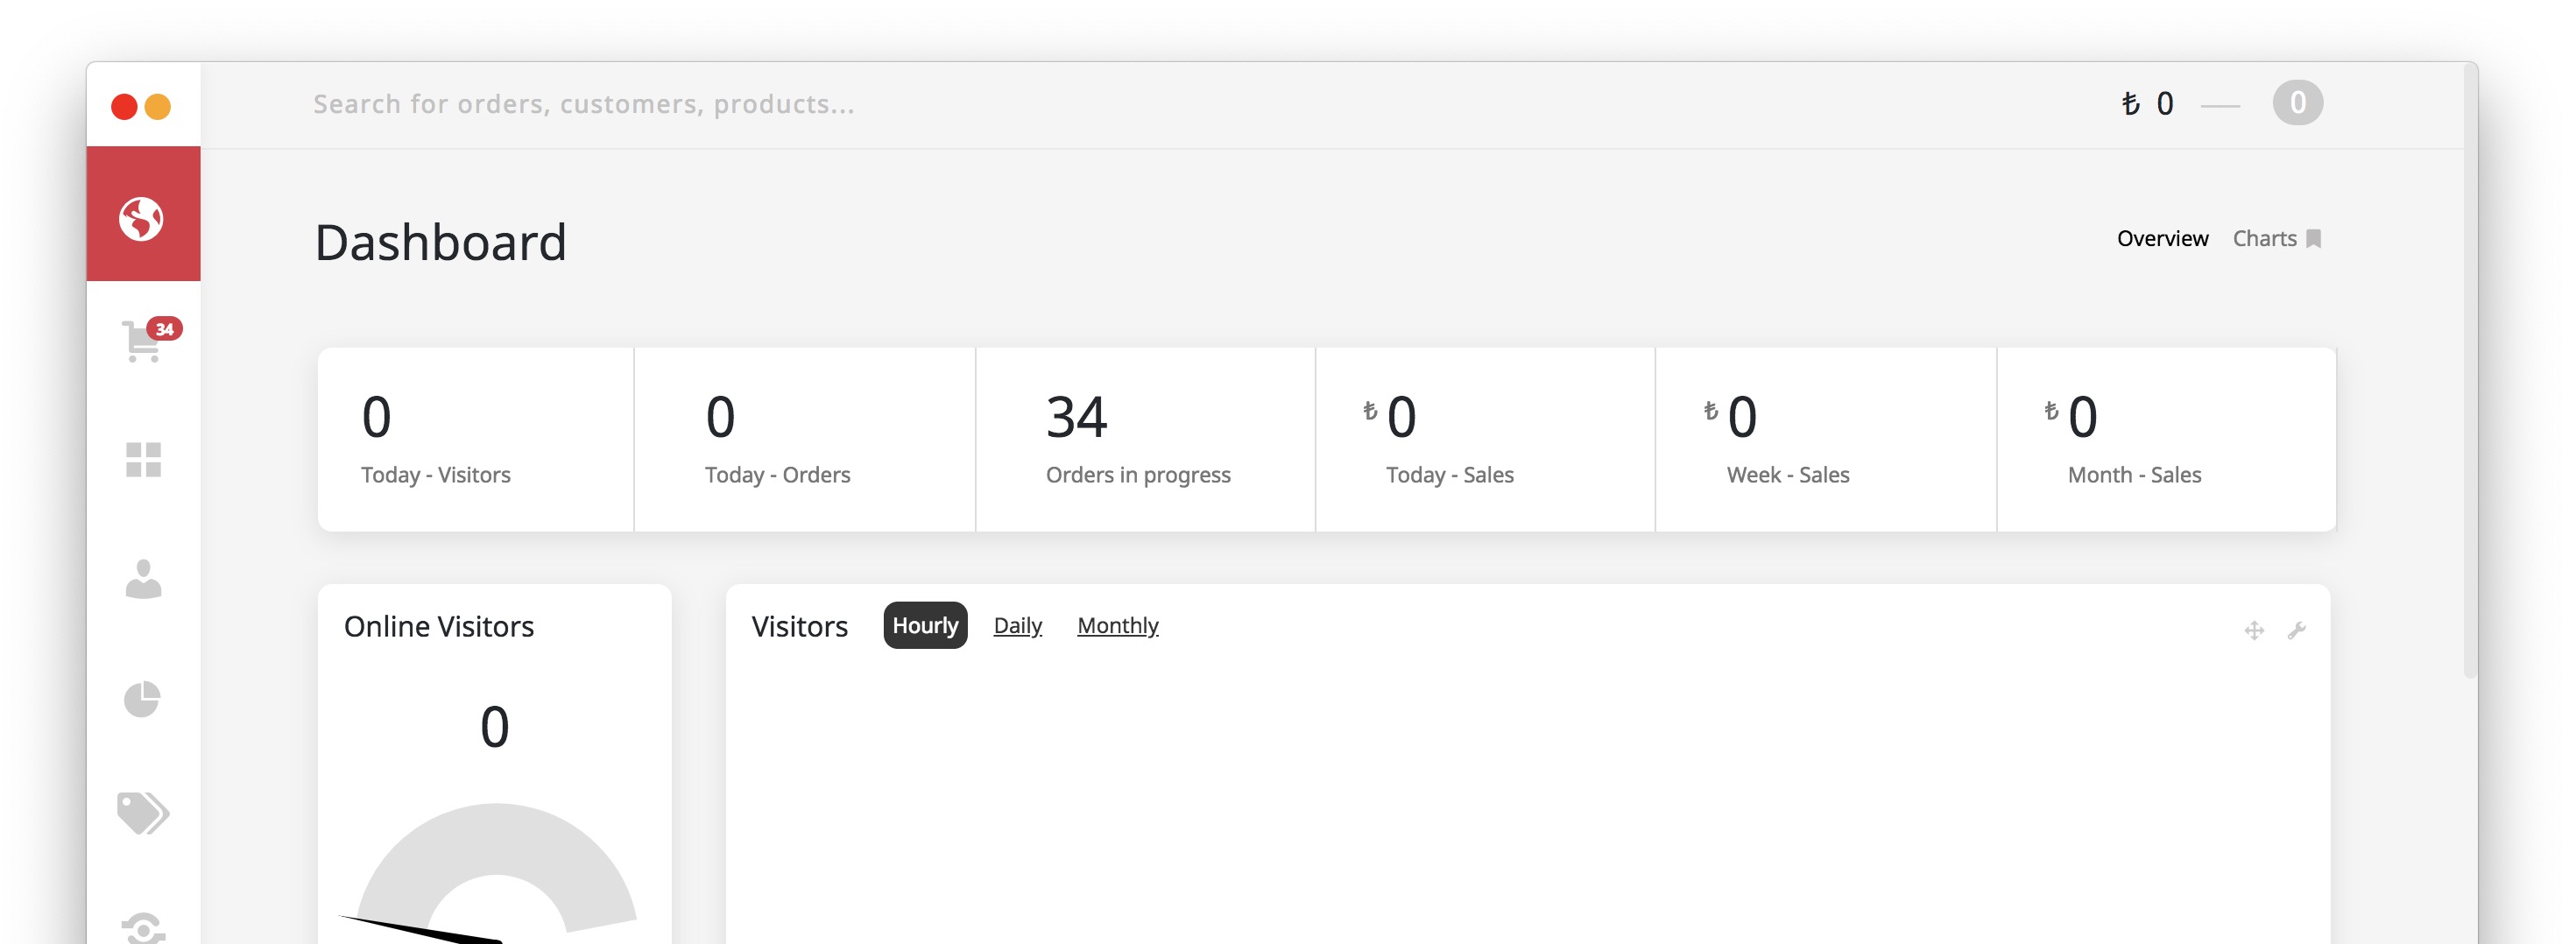 Search for orders, customers, products...
₺ 0
0
Dashboard
Overview Charts
34
0
Today - Visitors
0
Today - Orders
34
Orders in progress
₺ 0
Today - Sales
₺ 0
Week - Sales
₺ 0
Month - Sales
Online Visitors
0
Visitors Hourly Daily Monthly